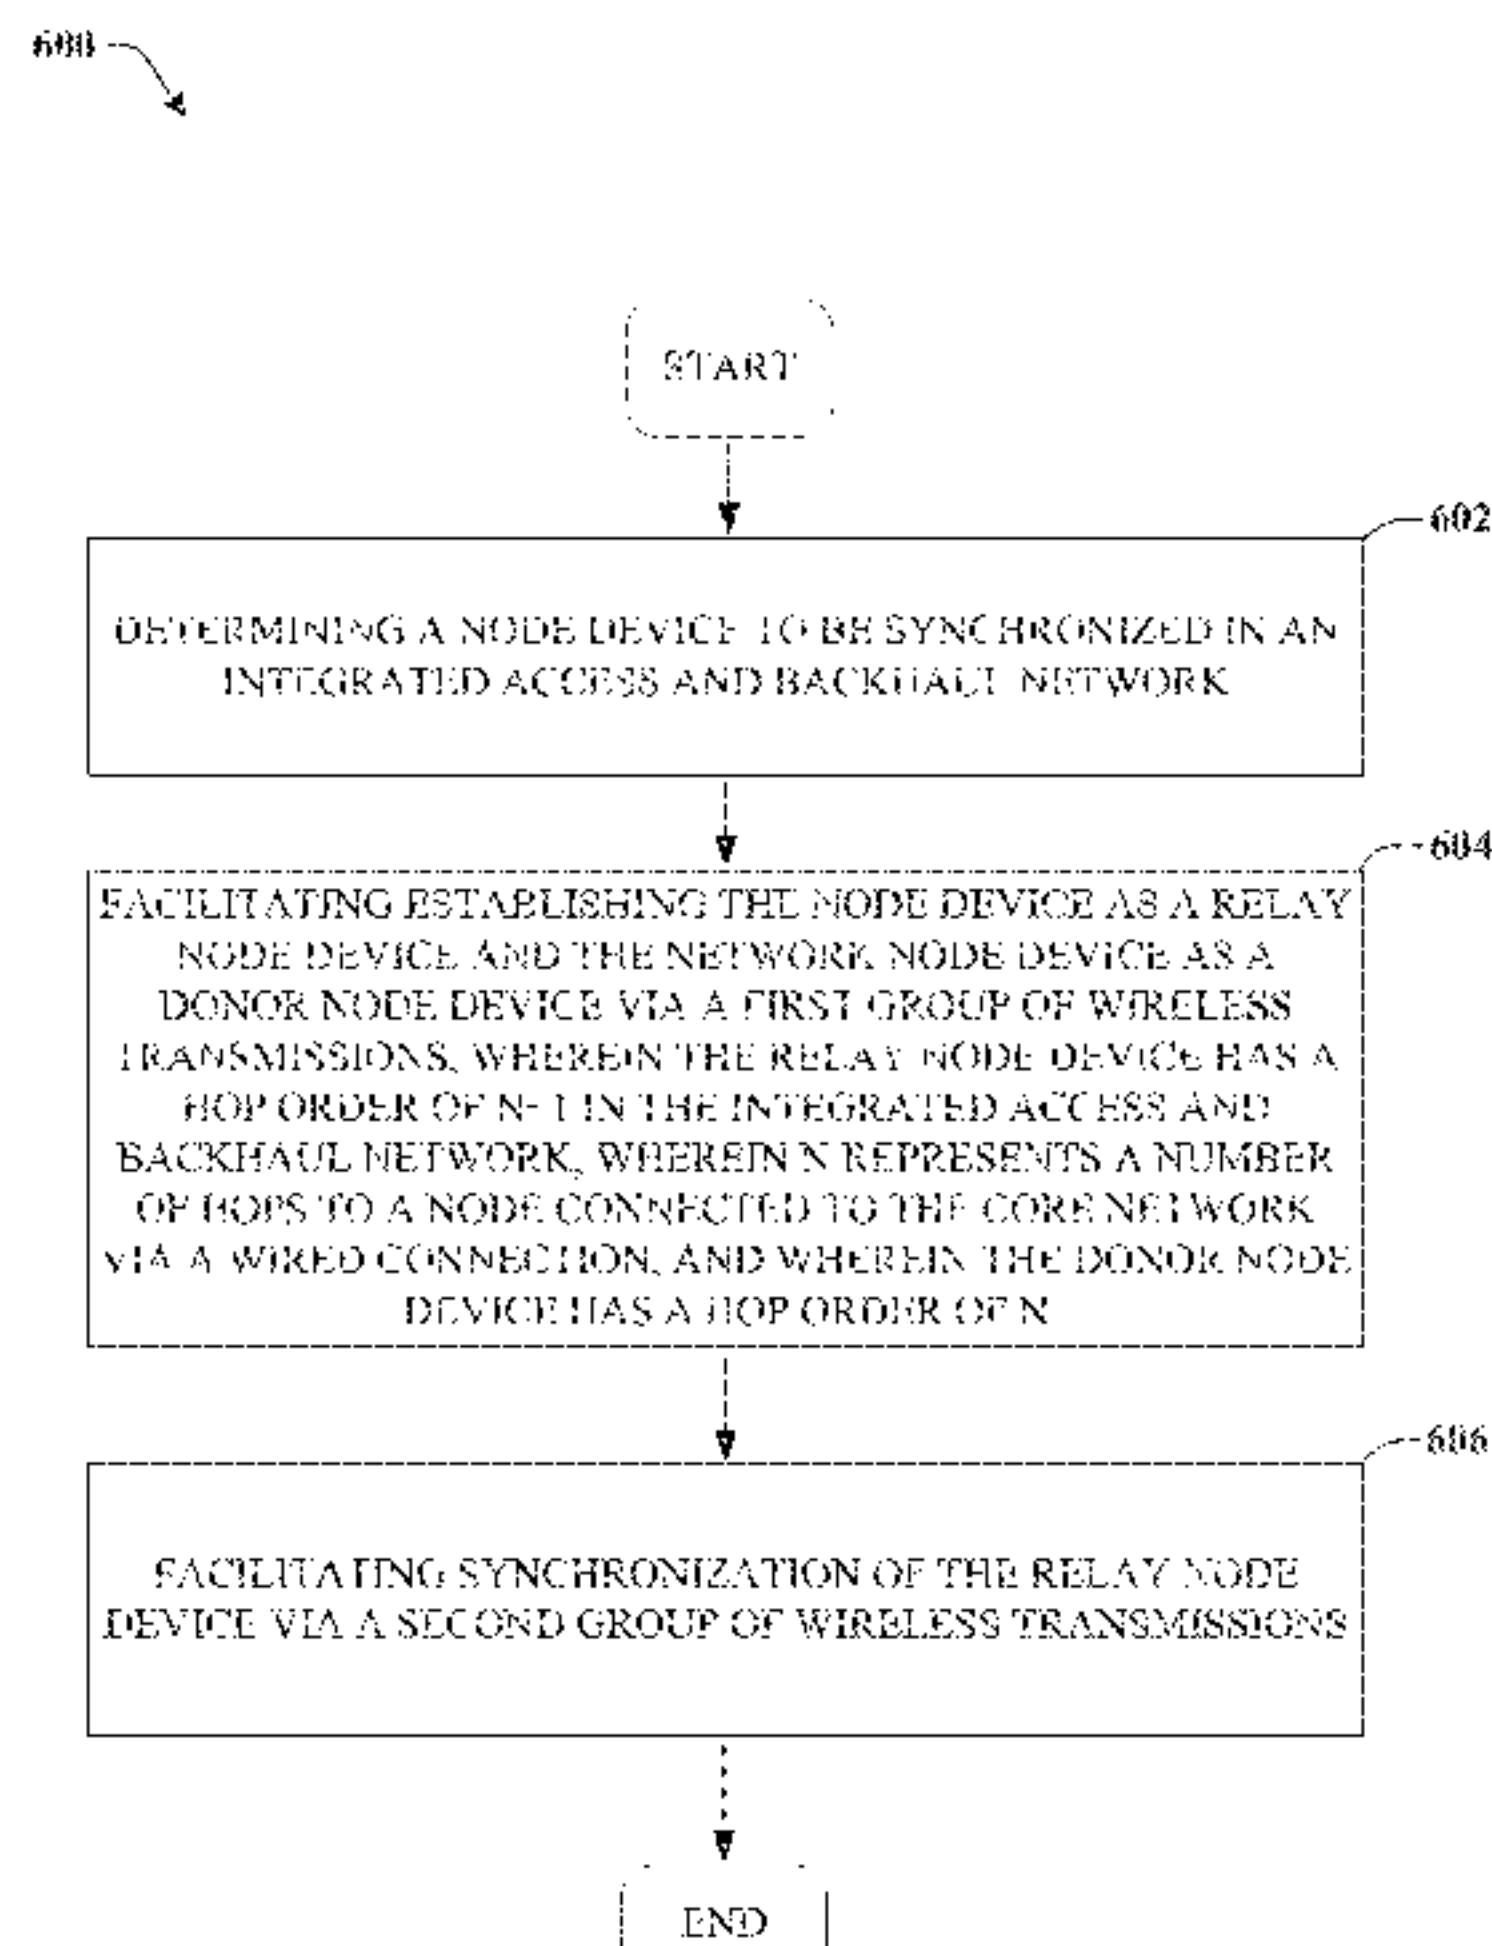 600
START
602
DETERMINING A NODE DEVICE TO BE SYNCHRONIZED IN AN
INTEGRATED ACCESS AND BACKHAUL NETWORK
604
FACILITATING ESTABLISHING THE NODE DEVICE AS A RELAY
NODE DEVICE AND THE NETWORK NODE DEVICE AS A
DONOR NODE DEVICE VIA A FIRST GROUP OF WIRELESS
TRANSMISSIONS, WHEREIN THE RELAY NODE DEVICE HAS A
HOP ORDER OF N+1 IN THE INTEGRATED ACCESS AND
BACKHAUL NETWORK, WHEREIN N REPRESENTS A NUMBER
OF HOPS TO A NODE CONNECTED TO THE CORE NETWORK
VIA A WIRED CONNECTION, AND WHEREIN THE DONOR NODE
DEVICE HAS A HOP ORDER OF N
606
FACILITATING SYNCHRONIZATION OF THE RELAY NODE
DEVICE VIA A SECOND GROUP OF WIRELESS TRANSMISSIONS
END